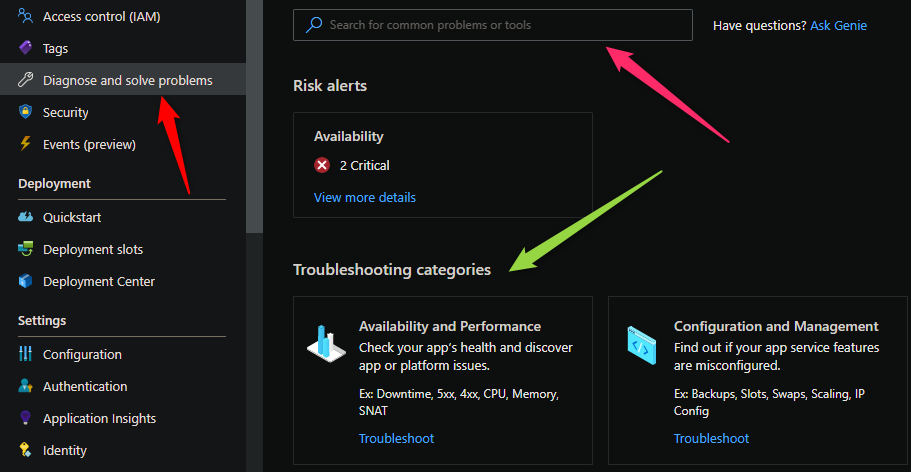 Access control (IAM)
Tags
Diagnose and solve problems
Security
Events (preview)
Deployment
Quickstart
Deployment slots
Deployment Center
Settings
Configuration
Authentication
Application Insights
Identity
Search for common problems or tools
Have questions? Ask Genie
Risk alerts
Availability
2 Critical
View more details
Troubleshooting categories
Availability and Performance
Check your app's health and discover
app or platform issues.
Ex: Downtime, 5xx, 4xx, CPU, Memory,
SNAT
Troubleshoot
Configuration and Management
Find out if your app service features
are misconfigured.
Ex: Backups, Slots, Swaps, Scaling, IP
Config
Troubleshoot